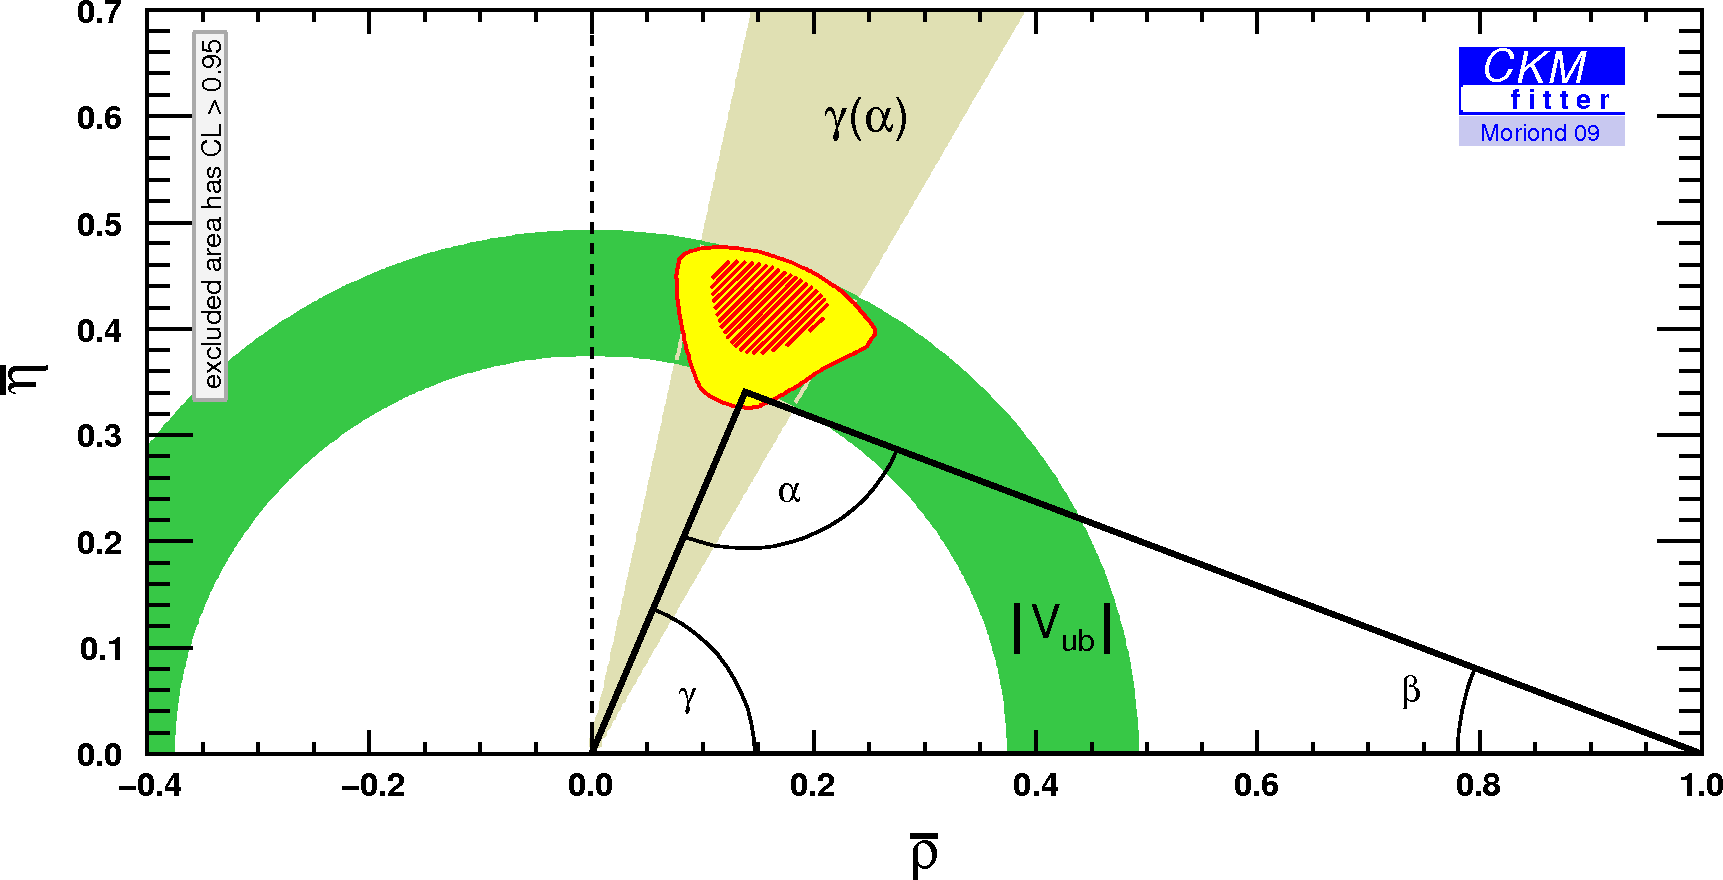 0.7
0.6
0.5
0.4
0.3
0.2
0.1
0.0
η̅
excluded area has CL > 0.95
γ(α)
CKM
fitter
Moriond 09
α
γ
β
|V_ub|
−0.4 −0.2 0.0 0.2 0.4 0.6 0.8 1.0
ρ̅